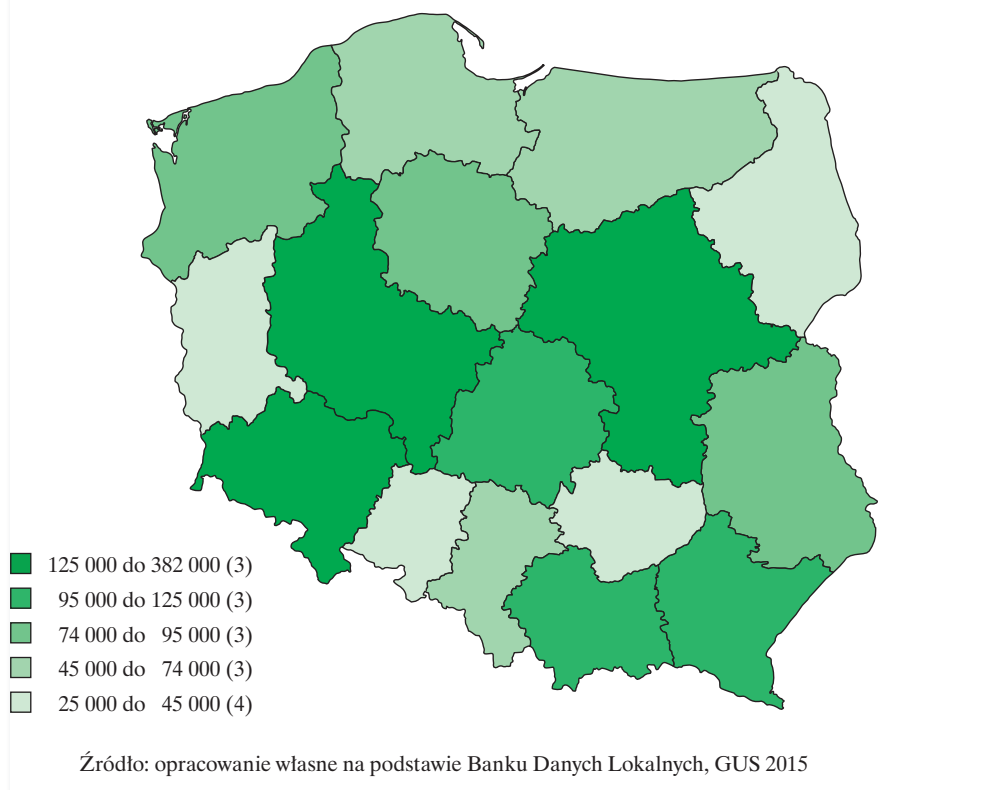 125 000 do 382 000 (3)
95 000 do 125 000 (3)
74 000 do 95 000 (3)
45 000 do 74 000 (3)
25 000 do 45 000 (4)
Źródło: opracowanie własne na podstawie Banku Danych Lokalnych, GUS 2015